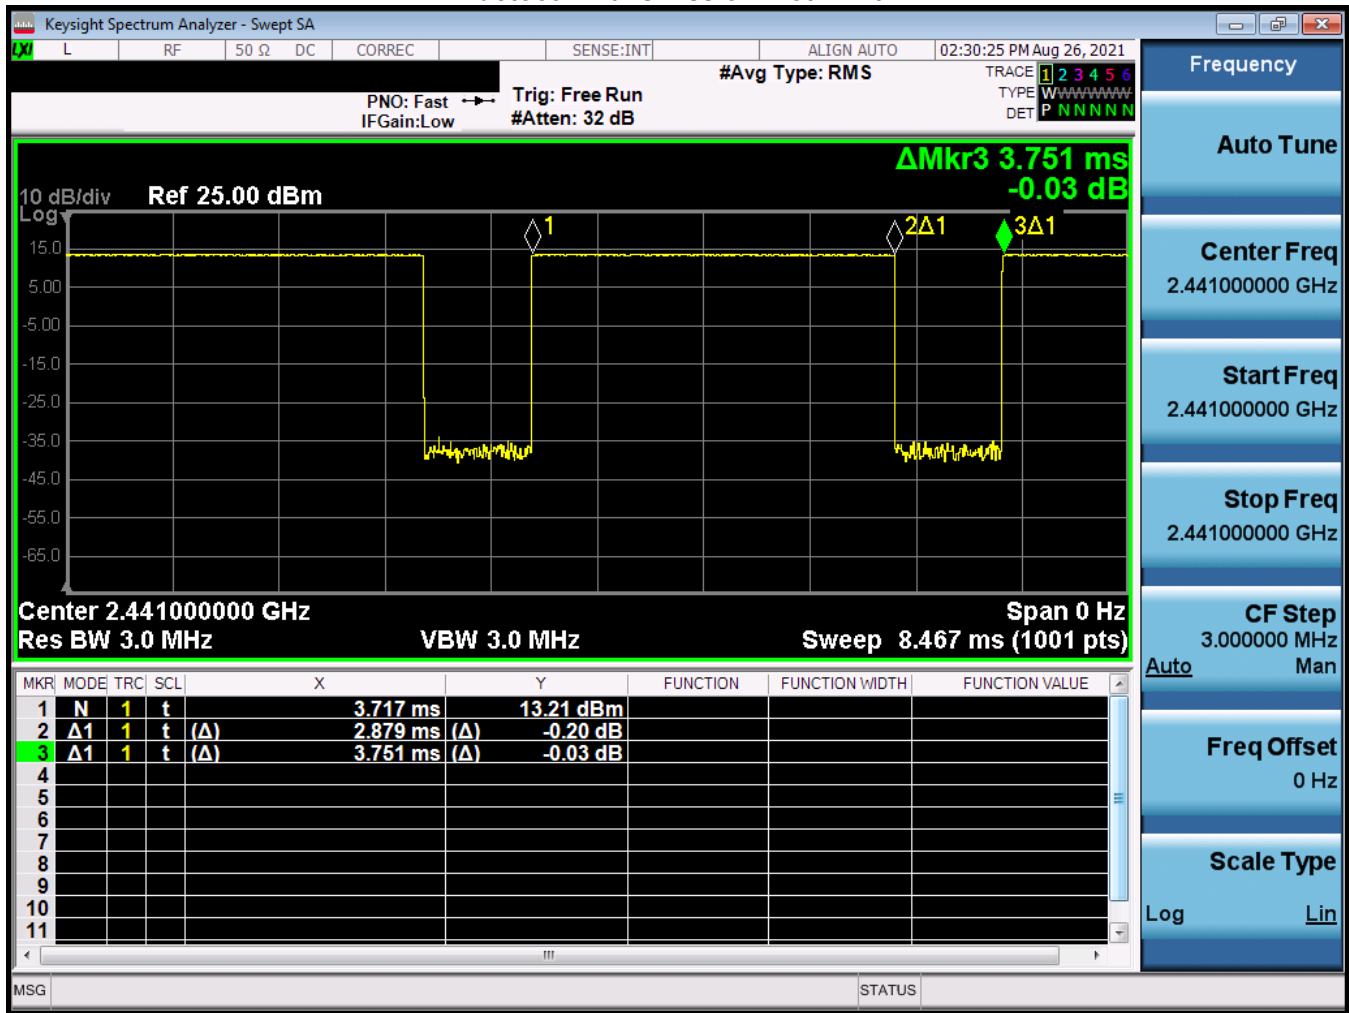 Keysight Spectrum Analyzer - Swept SA
LXI L RF 50 Ω DC CORREC SENSE:INT ALIGN AUTO 02:30:25 PM Aug 26, 2021
#Avg Type: RMS
TRACE 1 2 3 4 5 6
PNO: Fast
Trig: Free Run
TYPE WWWWWW
IFGain:Low
#Atten: 32 dB
DET P N N N N N
ΔMkr3 3.751 ms
-0.03 dB
10 dB/div Ref 25.00 dBm
Log
1 2Δ1 3Δ1
15.0
5.00
-5.00
-15.0
-25.0
-35.0
-45.0
-55.0
-65.0
Center 2.441000000 GHz Span 0 Hz
Res BW 3.0 MHz VBW 3.0 MHz Sweep 8.467 ms (1001 pts)
MKR MODE TRC SCL X Y FUNCTION FUNCTION WIDTH FUNCTION VALUE
1 N 1 t 3.717 ms 13.21 dBm
2 Δ1 1 t (Δ) 2.879 ms (Δ) -0.20 dB
3 Δ1 1 t (Δ) 3.751 ms (Δ) -0.03 dB
4
5
6
7
8
9
10
11
MSG STATUS
Frequency
Auto Tune
Center Freq
2.441000000 GHz
Start Freq
2.441000000 GHz
Stop Freq
2.441000000 GHz
CF Step
3.000000 MHz
Auto Man
Freq Offset
0 Hz
Scale Type
Log Lin